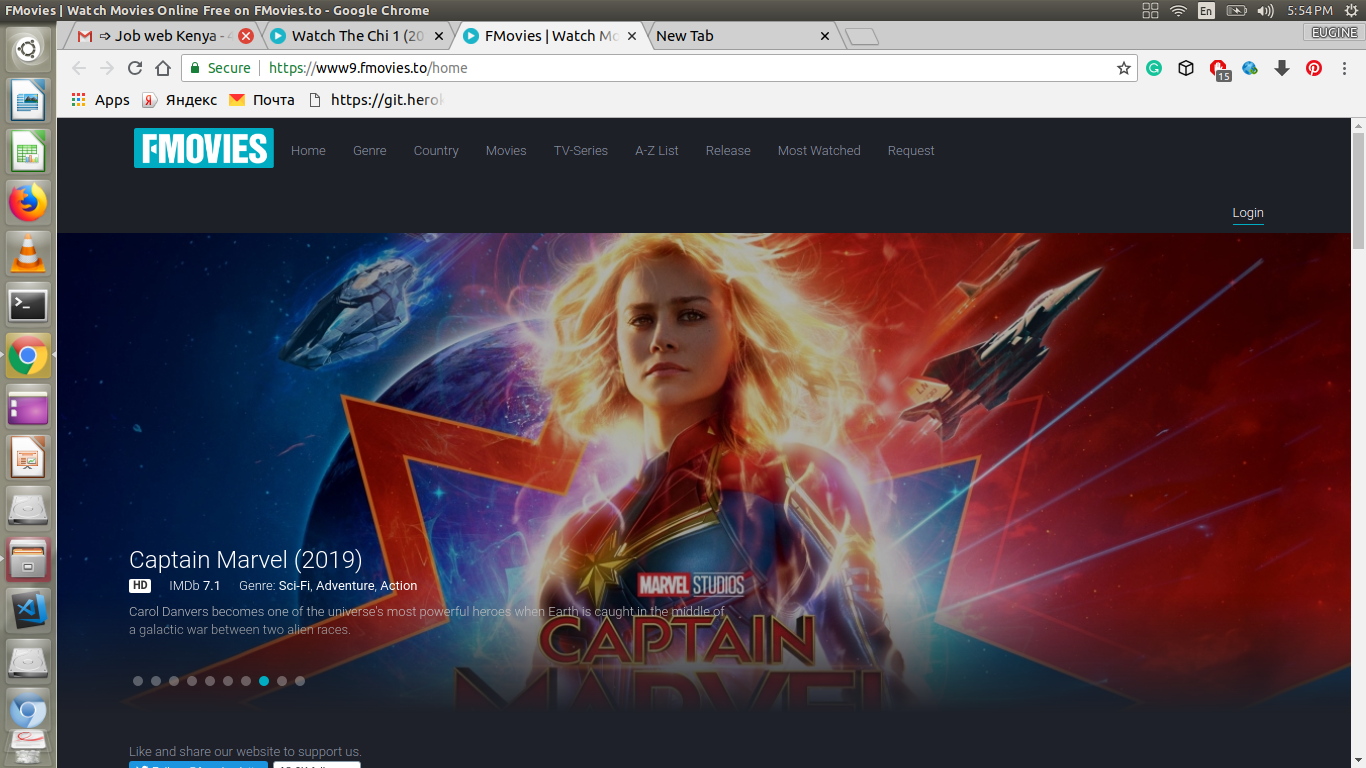 FMovies | Watch Movies Online Free on FMovies.to - Google Chrome
En
5:54 PM
Job web Kenya - 4
Watch The Chi 1 (20
FMovies | Watch Mo
New Tab
EUGINE
Secure
https://www9.fmovies.to/home
15
Apps
Яндекс
Почта
https://git.herok
FMOVIES
Home
Genre
Country
Movies
TV-Series
A-Z List
Release
Most Watched
Request
Login
Captain Marvel (2019)
HD IMDb 7.1 Genre: Sci-Fi, Adventure, Action
Carol Danvers becomes one of the universe's most powerful heroes when Earth is caught in the middle of
a galactic war between two alien races.
MARVEL STUDIOS
CAPTAIN
MARVEL
Like and share our website to support us.